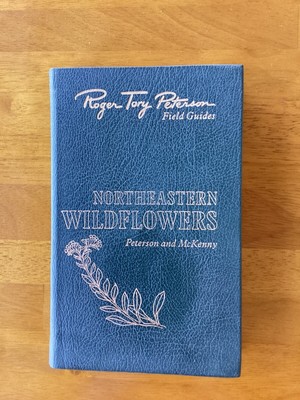 Roger Tory Peterson
Field Guides
NORTHEASTERN
WILDFLOWERS
Peterson and McKenny